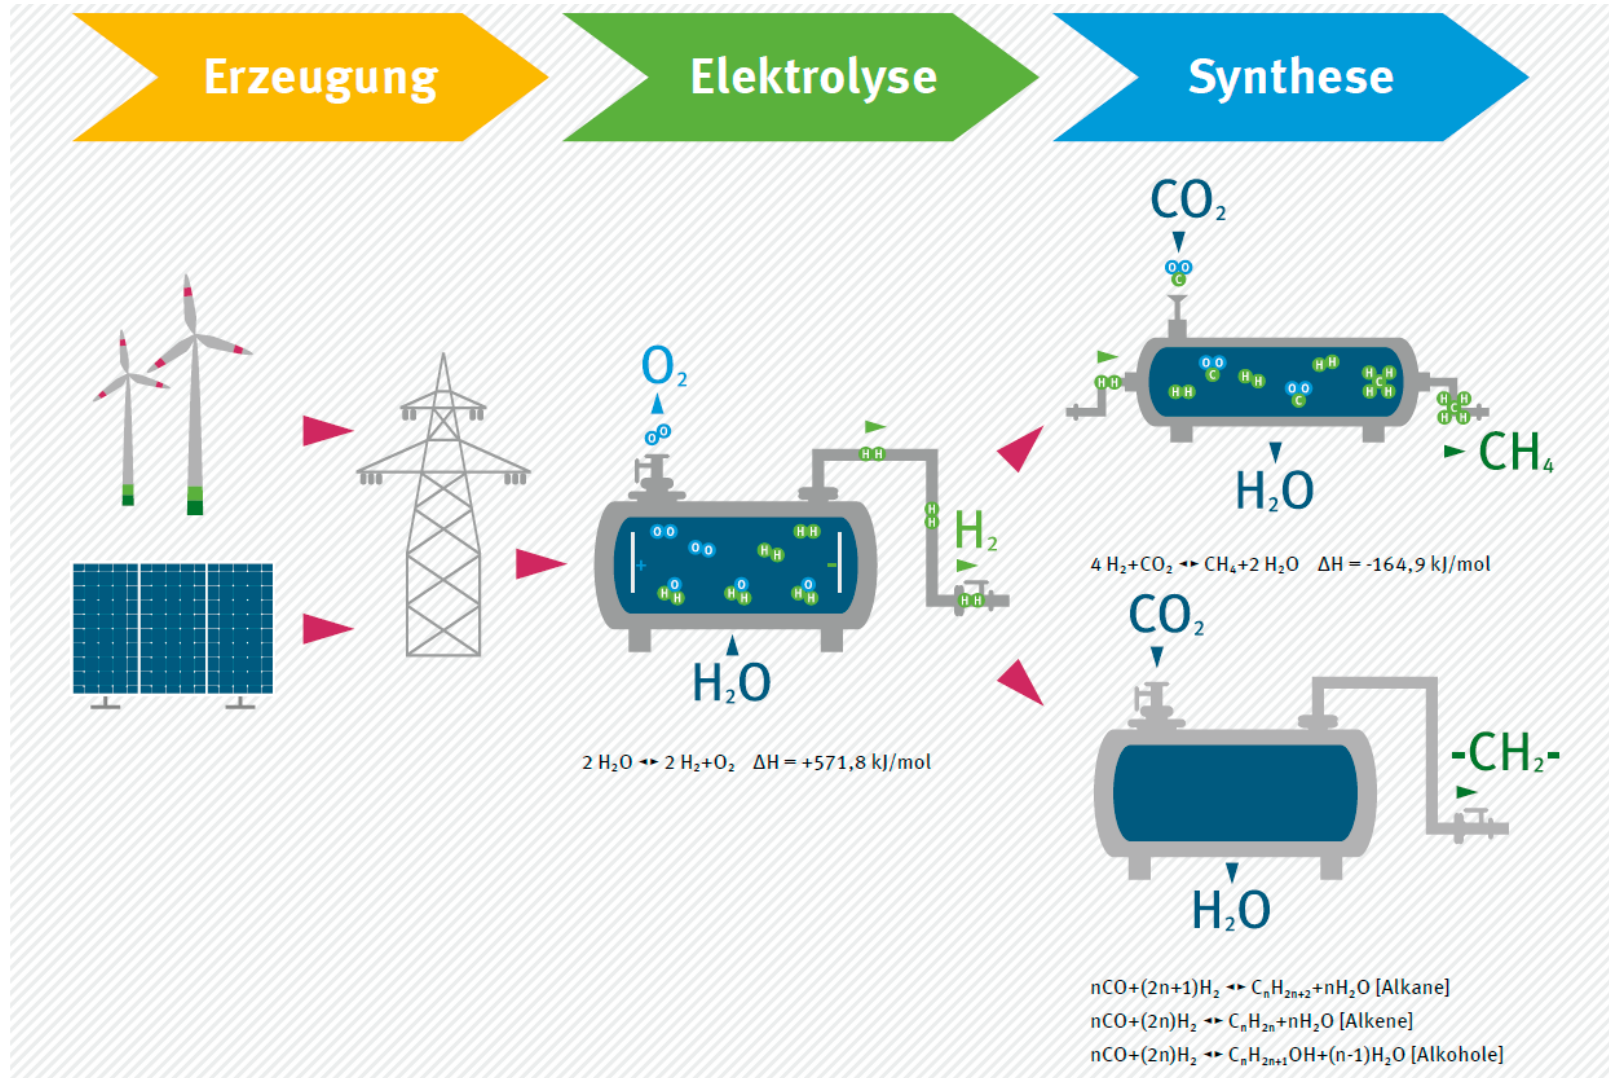 Erzeugung
Elektrolyse
Synthese
CO₂
O O
C
O₂
O O
H H
H₂
H H
H H
O O
O O
H H
H H
+
-
O
H H
O
H H
O
H H
H₂O
2 H₂O ◄► 2 H₂+O₂ ΔH = +571,8 kJ/mol
H H
O O
C
H H
H H
H H
O O
C
H H
C
H H
H H
C
H H
CH₄
H₂O
4 H₂+CO₂ ◄► CH₄+2 H₂O ΔH = -164,9 kJ/mol
CO₂
-CH₂-
H₂O
nCO+(2n+1)H₂ ◄► CₙH₂ₙ₊₂+nH₂O [Alkane]
nCO+(2n)H₂ ◄► CₙH₂ₙ+nH₂O [Alkene]
nCO+(2n)H₂ ◄► CₙH₂ₙ₊₁OH+(n-1)H₂O [Alkohole]